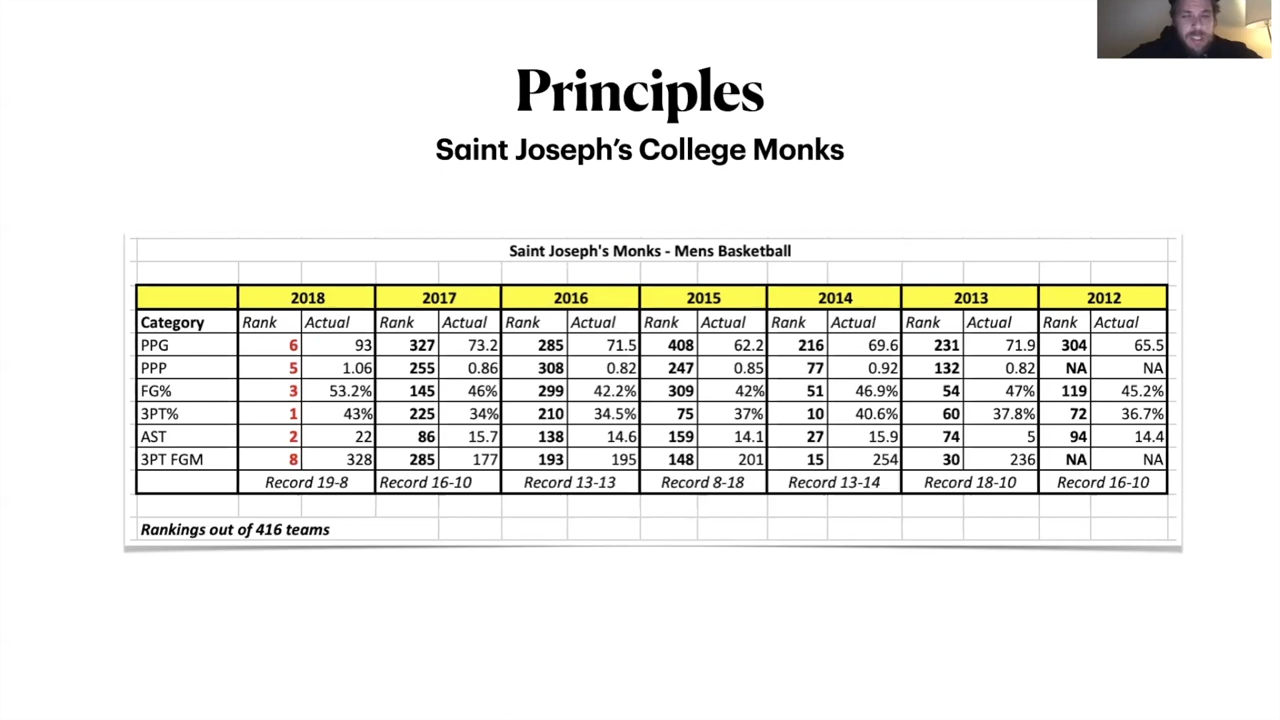 Principles
Saint Joseph's College Monks
Saint Joseph's Monks - Mens Basketball
2018 2017 2016 2015 2014 2013 2012
Category Rank Actual Rank Actual Rank Actual Rank Actual Rank Actual Rank Actual Rank Actual
PPG 6 93 327 73.2 285 71.5 408 62.2 216 69.6 231 71.9 304 65.5
PPP 5 1.06 255 0.86 308 0.82 247 0.85 77 0.92 132 0.82 NA NA
FG% 3 53.2% 145 46% 299 42.2% 309 42% 51 46.9% 54 47% 119 45.2%
3PT% 1 43% 225 34% 210 34.5% 75 37% 10 40.6% 60 37.8% 72 36.7%
AST 2 22 86 15.7 138 14.6 159 14.1 27 15.9 74 5 94 14.4
3PT FGM 8 328 285 177 193 195 148 201 15 254 30 236 NA NA
Record 19-8 Record 16-10 Record 13-13 Record 8-18 Record 13-14 Record 18-10 Record 16-10
Rankings out of 416 teams